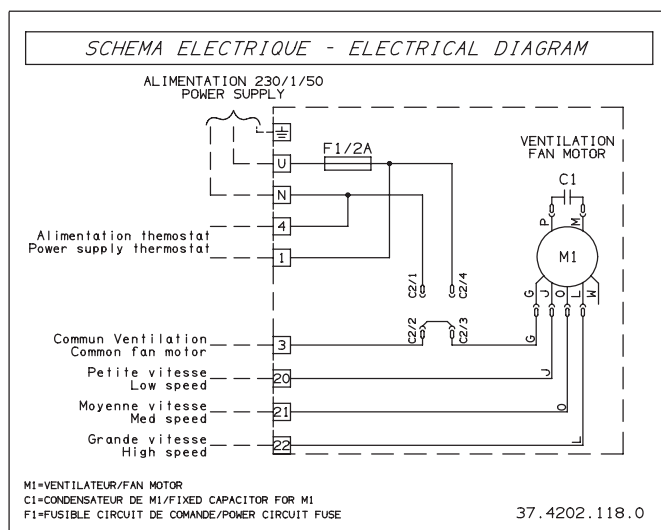 SCHEMA ELECTRIQUE - ELECTRICAL DIAGRAM
ALIMENTATION 230/1/50
POWER SUPPLY
F1/2A
VENTILATION
FAN MOTOR
C1
U
N
P
M
4
Alimentation themostat
Power supply thermostat
1
M1
C2/1
C2/4
G
J
O
L
W
C2/2
C2/3
Commun Ventilation
Common fan motor
3
G
Petite vitesse
Low speed
20
J
Moyenne vitesse
Med speed
21
O
Grande vitesse
High speed
22
L
M1=VENTILATEUR/FAN MOTOR
C1=CONDENSATEUR DE M1/FIXED CAPACITOR FOR M1
F1=FUSIBLE CIRCUIT DE COMANDE/POWER CIRCUIT FUSE
37.4202.118.0